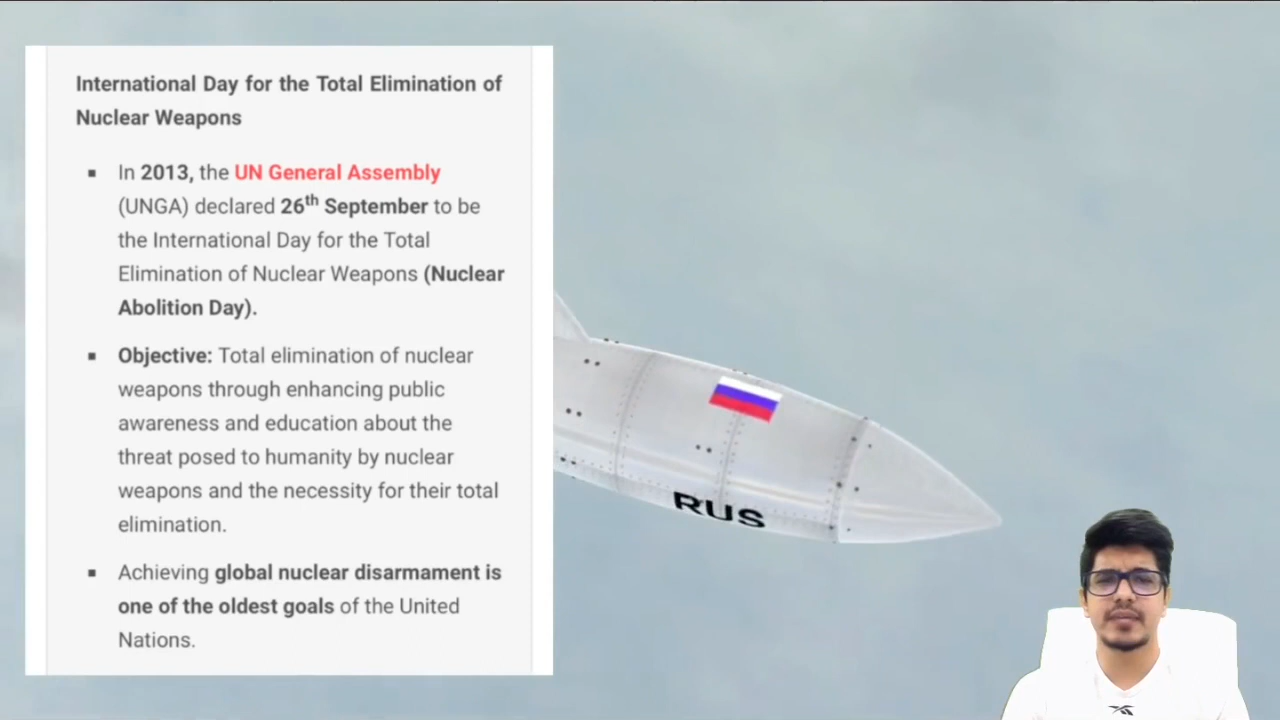 International Day for the Total Elimination of
Nuclear Weapons
▪ In 2013, the UN General Assembly
(UNGA) declared 26th September to be
the International Day for the Total
Elimination of Nuclear Weapons (Nuclear
Abolition Day).
▪ Objective: Total elimination of nuclear
weapons through enhancing public
awareness and education about the
threat posed to humanity by nuclear
weapons and the necessity for their total
elimination.
▪ Achieving global nuclear disarmament is
one of the oldest goals of the United
Nations.
RUS